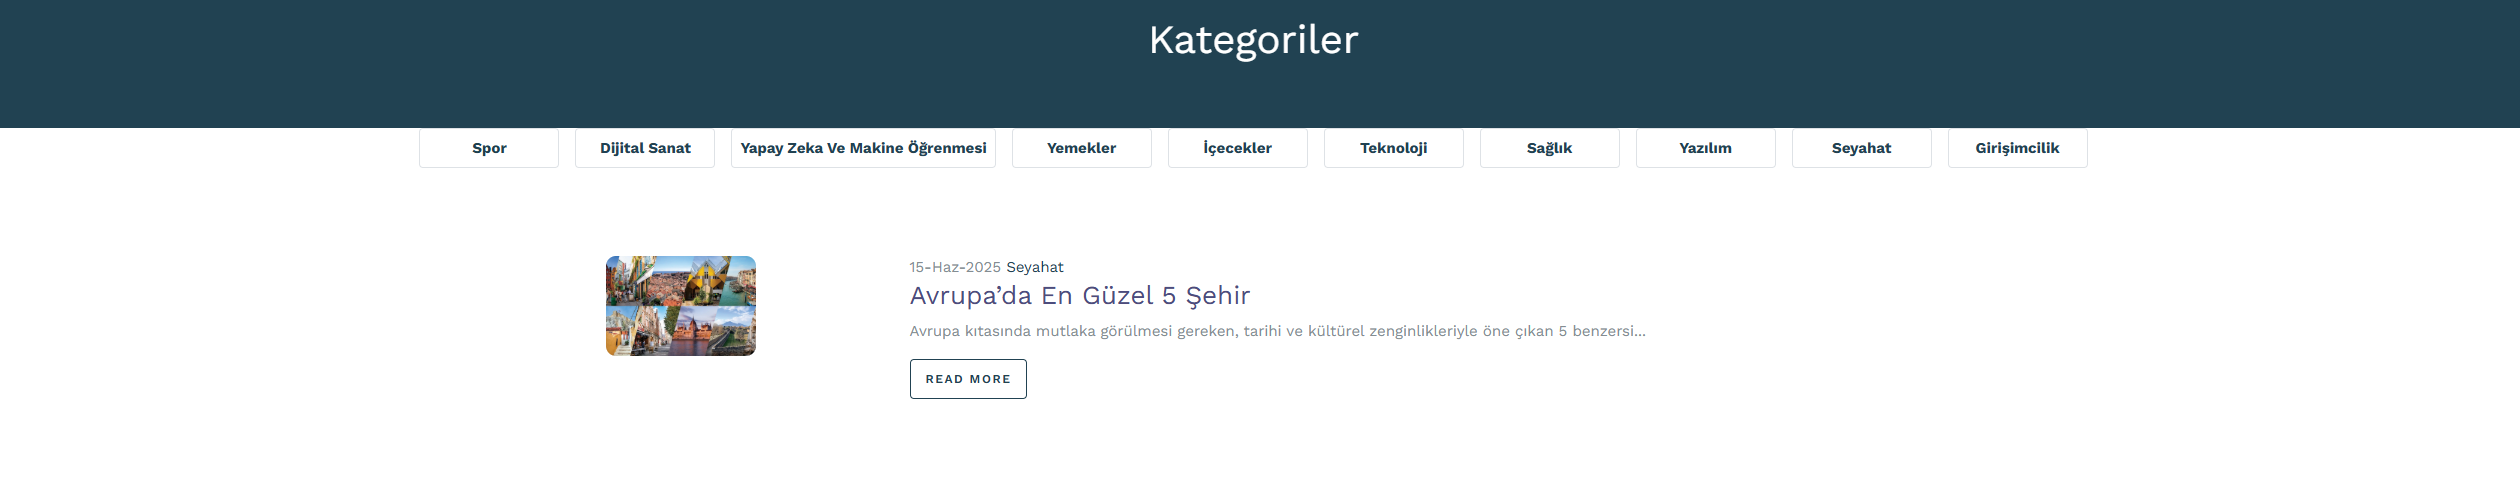 Kategoriler
Spor Dijital Sanat Yapay Zeka Ve Makine Öğrenmesi Yemekler İçecekler Teknoloji Sağlık Yazılım Seyahat Girişimcilik
15-Haz-2025 Seyahat
Avrupa’da En Güzel 5 Şehir
Avrupa kıtasında mutlaka görülmesi gereken, tarihi ve kültürel zenginlikleriyle öne çıkan 5 benzersi...
READ MORE